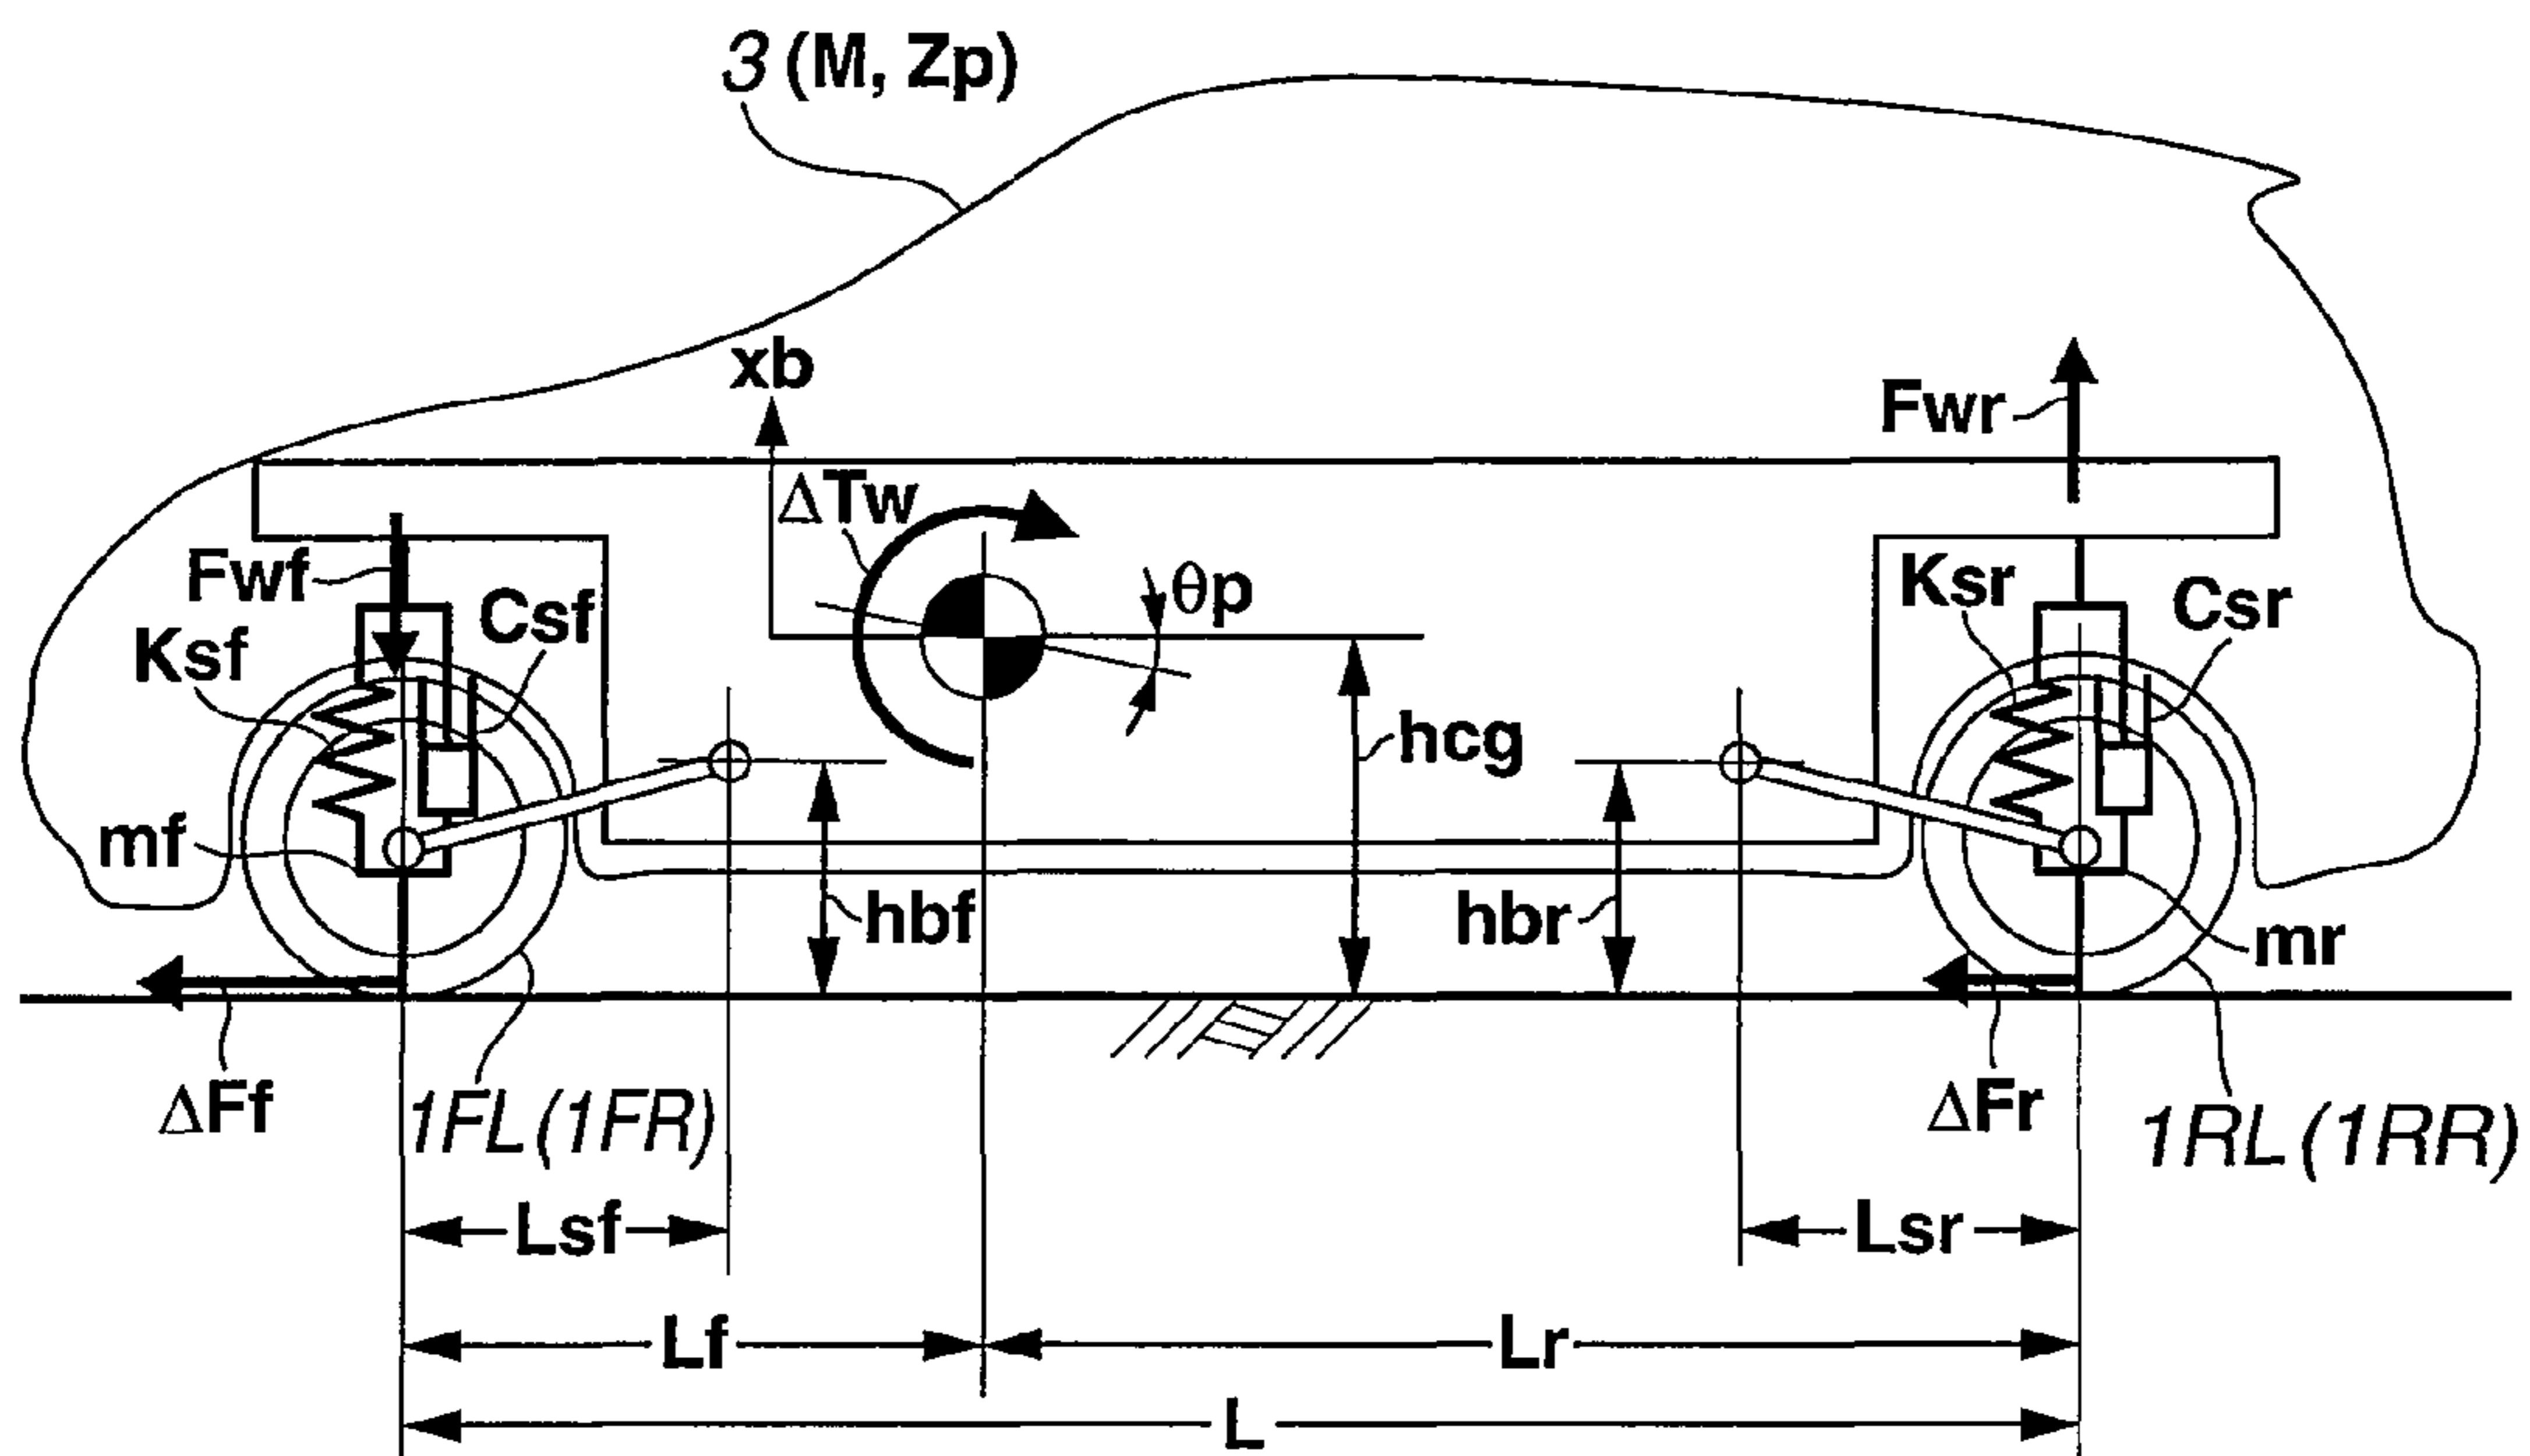 3 (M, Zp)
xb
Fwr
ΔTw
Fwf
Csf
θp
Ksr
Csr
Ksf
hcg
mf
hbf
hbr
mr
ΔFf
1FL(1FR)
ΔFr
1RL(1RR)
Lsf
Lsr
Lf
Lr
L